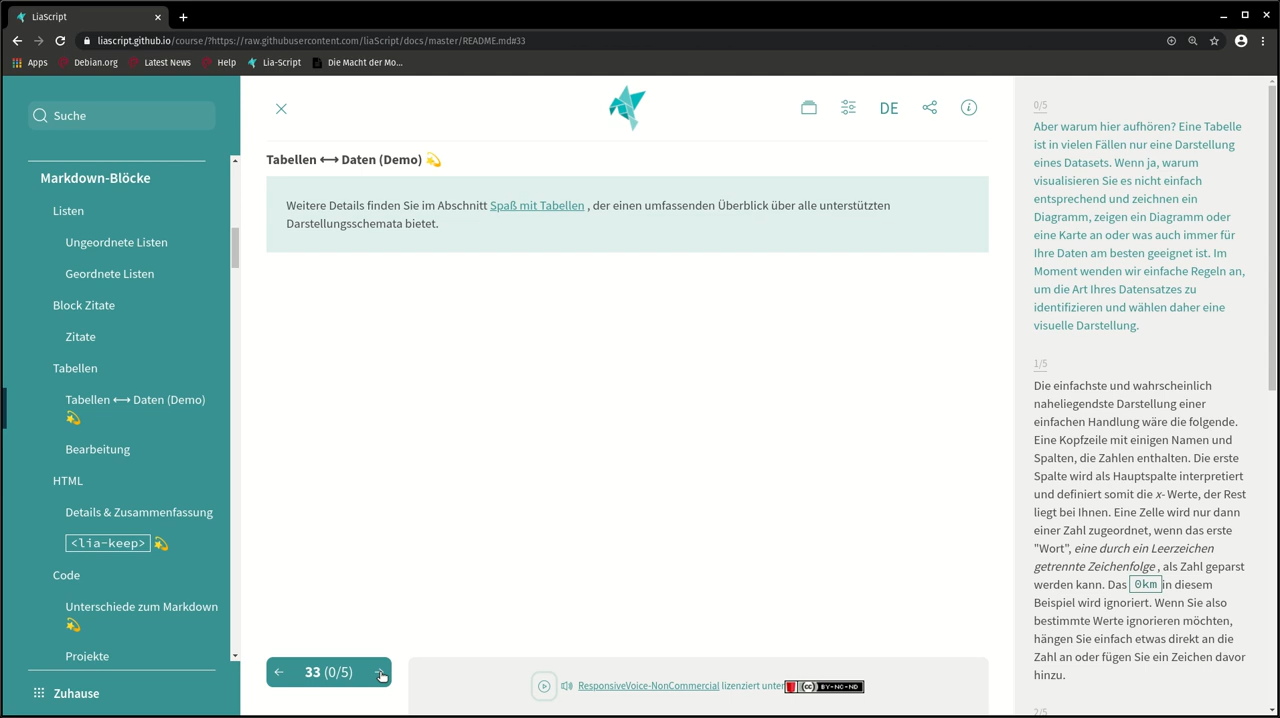 LiaScript
liascript.github.io/course/?https://raw.githubusercontent.com/liaScript/docs/master/README.md#33
Apps Debian.org Latest News Help Lia-Script Die Macht der Mo...
Suche
Markdown-Blöcke
Listen
Ungeordnete Listen
Geordnete Listen
Block Zitate
Zitate
Tabellen
Tabellen ⟷ Daten (Demo)
💫
Bearbeitung
HTML
Details & Zusammenfassung
<lia-keep> 💫
Code
Unterschiede zum Markdown
💫
Projekte
Zuhause
DE
Tabellen ⟷ Daten (Demo) 💫
Weitere Details finden Sie im Abschnitt Spaß mit Tabellen , der einen umfassenden Überblick über alle unterstützten
Darstellungsschemata bietet.
33 (0/5)
ResponsiveVoice-NonCommercial lizenziert unter
cc BY-NC-ND
0/5
Aber warum hier aufhören? Eine Tabelle
ist in vielen Fällen nur eine Darstellung
eines Datasets. Wenn ja, warum
visualisieren Sie es nicht einfach
entsprechend und zeichnen ein
Diagramm, zeigen ein Diagramm oder
eine Karte an oder was auch immer für
Ihre Daten am besten geeignet ist. Im
Moment wenden wir einfache Regeln an,
um die Art Ihres Datensatzes zu
identifizieren und wählen daher eine
visuelle Darstellung.
1/5
Die einfachste und wahrscheinlich
naheliegendste Darstellung einer
einfachen Handlung wäre die folgende.
Eine Kopfzeile mit einigen Namen und
Spalten, die Zahlen enthalten. Die erste
Spalte wird als Hauptspalte interpretiert
und definiert somit die x- Werte, der Rest
liegt bei Ihnen. Eine Zelle wird nur dann
einer Zahl zugeordnet, wenn das erste
"Wort", eine durch ein Leerzeichen
getrennte Zeichenfolge , als Zahl geparst
werden kann. Das 0km in diesem
Beispiel wird ignoriert. Wenn Sie also
bestimmte Werte ignorieren möchten,
hängen Sie einfach etwas direkt an die
Zahl an oder fügen Sie ein Zeichen davor
hinzu.
2/5